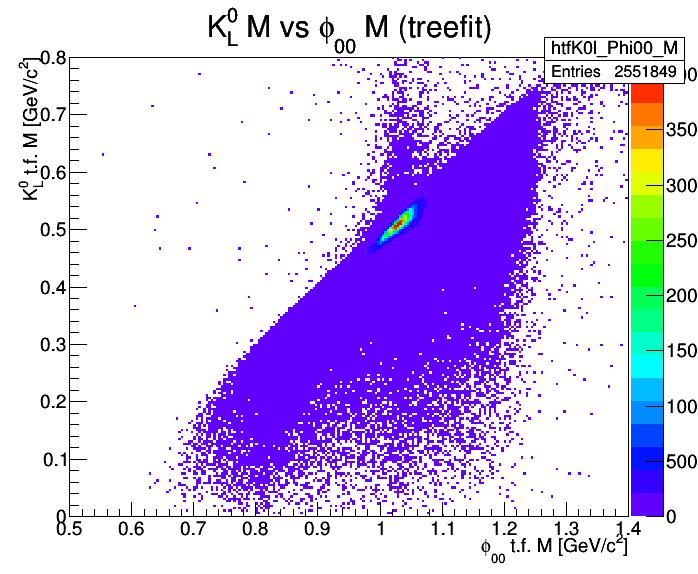 K⁰_L M vs ϕ₀₀ M (treefit)
htfK0l_Phi00_M
Entries 2551849
K⁰_L t.f. M [GeV/c²]
0.8
0.7
0.6
0.5
0.4
0.3
0.2
0.1
0
0.5 0.6 0.7 0.8 0.9 1 1.1 1.2 1.3 1.4
ϕ₀₀ t.f. M [GeV/c²]
350
300
250
200
150
100
500
0